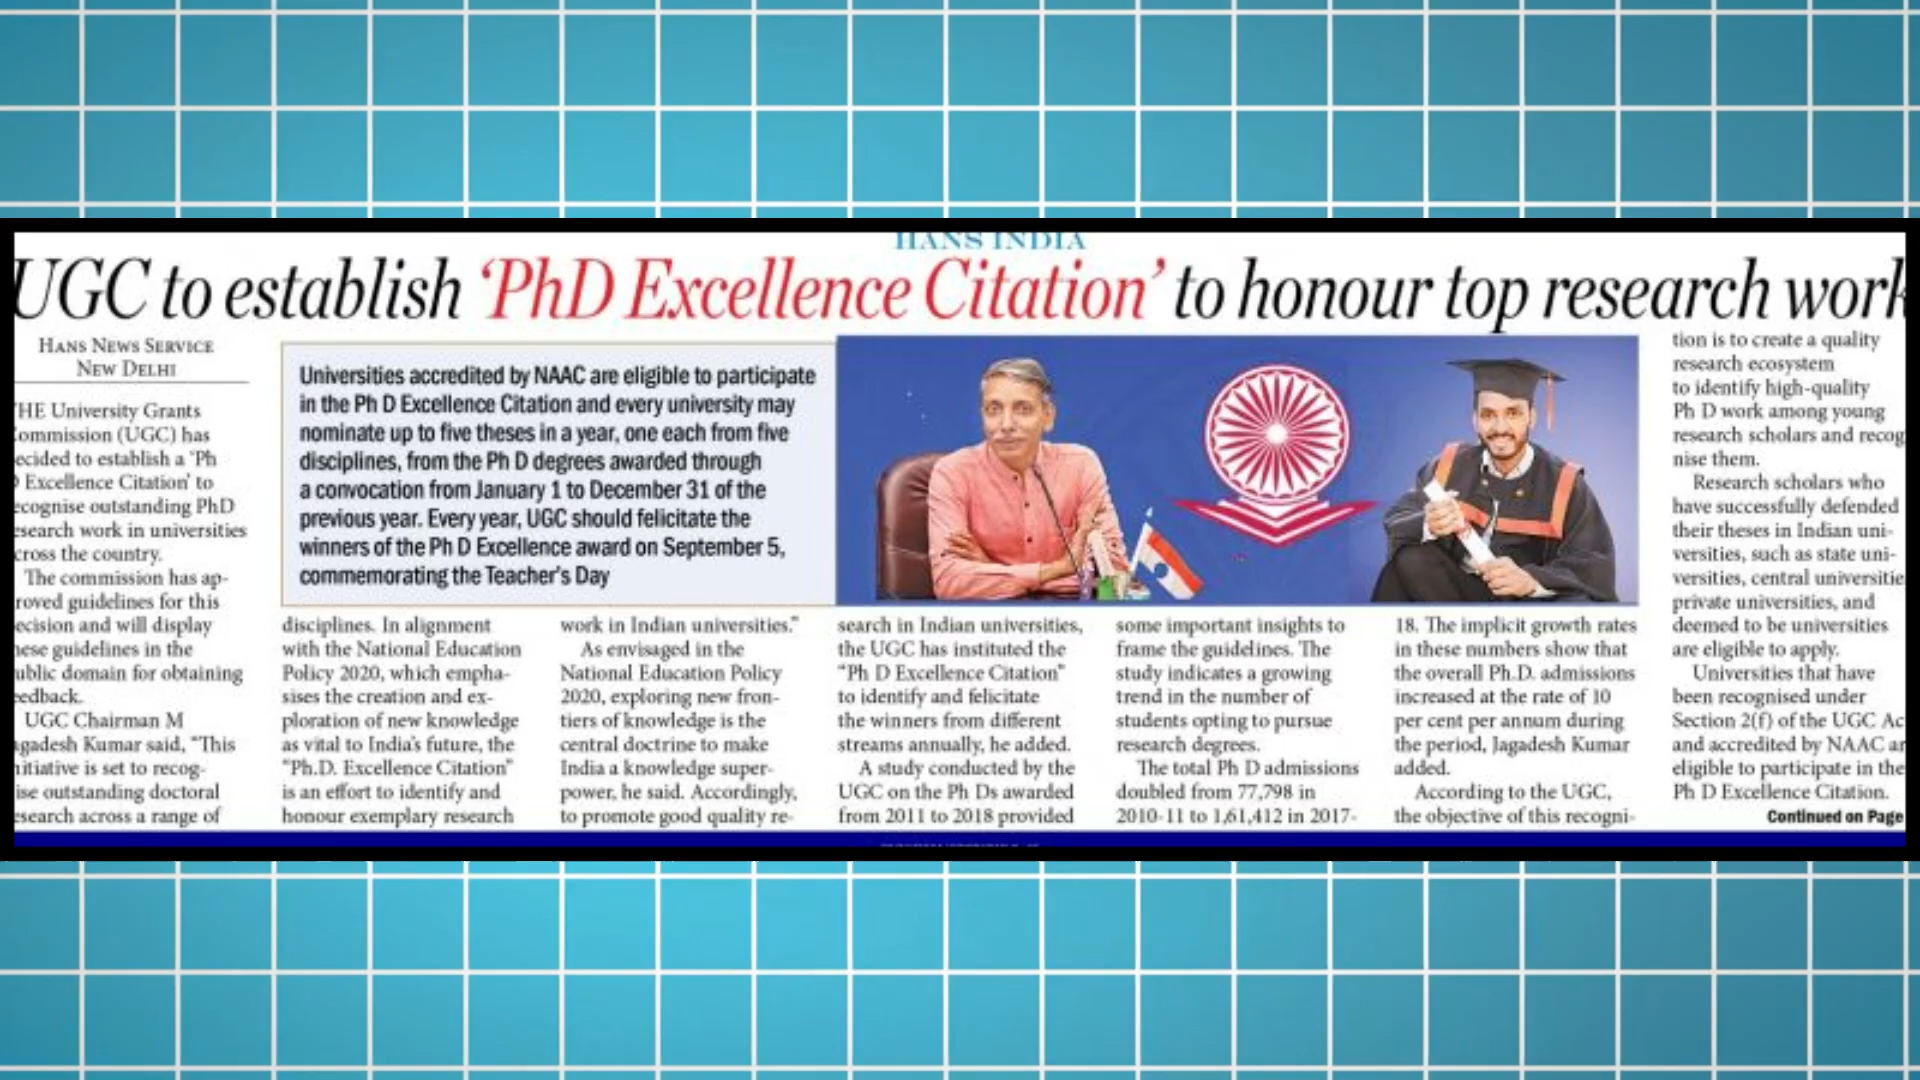 HANS INDIA
UGC to establish ‘PhD Excellence Citation’ to honour top research work
HANS NEWS SERVICE
NEW DELHI
HE University Grants
ommission (UGC) has
ecided to establish a ‘Ph
Excellence Citation’ to
ecognise outstanding PhD
esearch work in universities
cross the country.
The commission has ap-
roved guidelines for this
ecision and will display
hese guidelines in the
ublic domain for obtaining
eedback.
UGC Chairman M
agadesh Kumar said, “This
nitiative is set to recog-
ise outstanding doctoral
esearch across a range of
Universities accredited by NAAC are eligible to participate
in the Ph D Excellence Citation and every university may
nominate up to five theses in a year, one each from five
disciplines, from the Ph D degrees awarded through
a convocation from January 1 to December 31 of the
previous year. Every year, UGC should felicitate the
winners of the Ph D Excellence award on September 5,
commemorating the Teacher’s Day
disciplines. In alignment
with the National Education
Policy 2020, which empha-
sises the creation and ex-
ploration of new knowledge
as vital to India’s future, the
“Ph.D. Excellence Citation”
is an effort to identify and
honour exemplary research
work in Indian universities.”
As envisaged in the
National Education Policy
2020, exploring new fron-
tiers of knowledge is the
central doctrine to make
India a knowledge super-
power, he said. Accordingly,
to promote good quality re-
search in Indian universities,
the UGC has instituted the
“Ph D Excellence Citation”
to identify and felicitate
the winners from different
streams annually, he added.
A study conducted by the
UGC on the Ph Ds awarded
from 2011 to 2018 provided
some important insights to
frame the guidelines. The
study indicates a growing
trend in the number of
students opting to pursue
research degrees.
The total Ph D admissions
doubled from 77,798 in
2010-11 to 1,61,412 in 2017-
18. The implicit growth rates
in these numbers show that
the overall Ph.D. admissions
increased at the rate of 10
per cent per annum during
the period, Jagadesh Kumar
added.
According to the UGC,
the objective of this recogni-
tion is to create a quality
research ecosystem
to identify high-quality
Ph D work among young
research scholars and recog
nise them.
Research scholars who
have successfully defended
their theses in Indian uni-
versities, such as state uni-
versities, central universitie
private universities, and
deemed to be universities
are eligible to apply.
Universities that have
been recognised under
Section 2(f) of the UGC Ac
and accredited by NAAC ar
eligible to participate in the
Ph D Excellence Citation.
Continued on Page